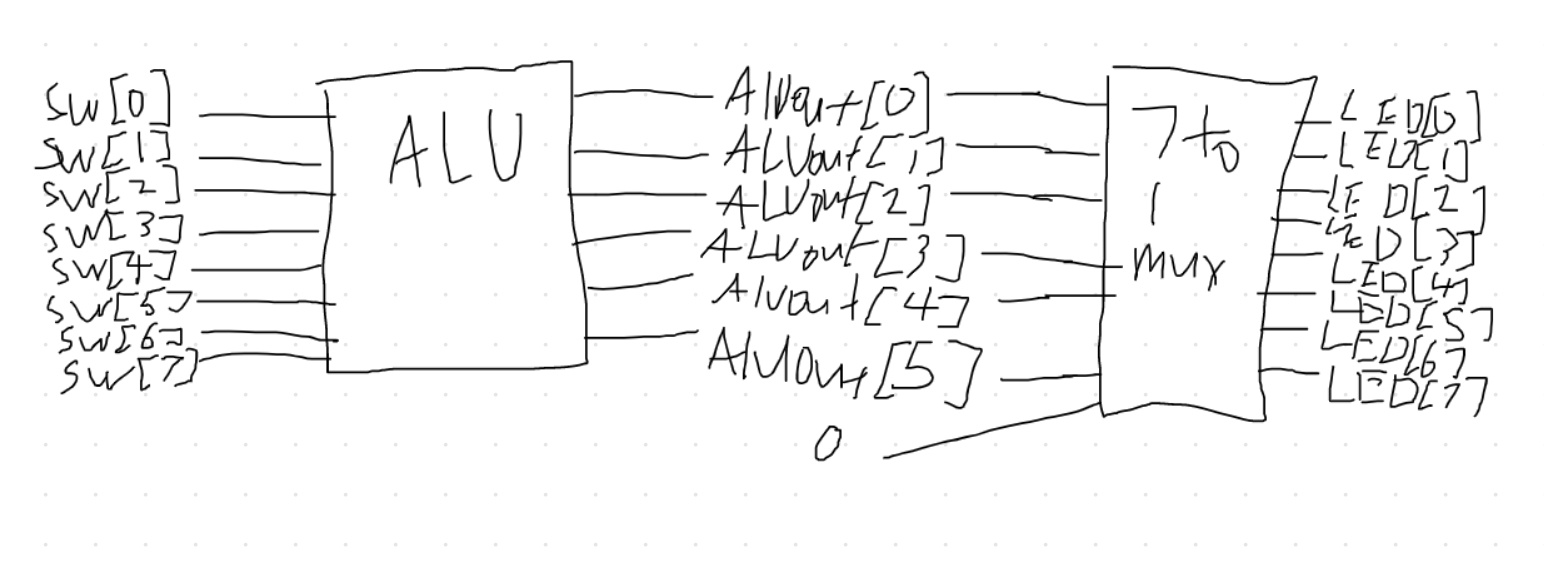 SW[0]
SW[1]
SW[2]
SW[3]
SW[4]
SW[5]
SW[6]
SW[7]
ALU
ALUout[0]
ALUout[1]
ALUout[2]
ALUout[3]
ALUout[4]
ALUout[5]
0
7 to
1
mux
LED[0]
LED[1]
LED[2]
LED[3]
LED[4]
LED[5]
LED[6]
LED[7]